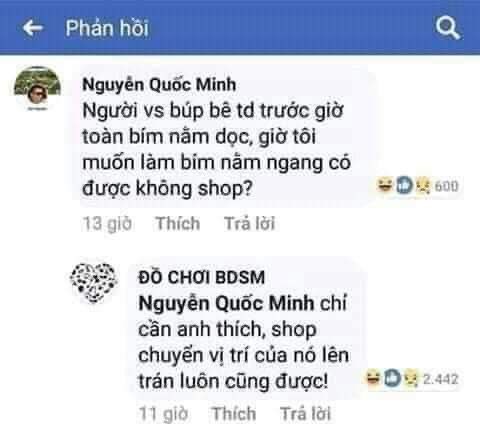 Phản hồi
Nguyễn Quốc Minh
Người vs búp bê td trước giờ
toàn bím nằm dọc, giờ tôi
muốn làm bím nằm ngang có
được không shop?
600
13 giờ Thích Trả lời
ĐỒ CHƠI BDSM
Nguyễn Quốc Minh chỉ
cần anh thích, shop
chuyển vị trí của nó lên
trán luôn cũng được!
2.442
11 giờ Thích Trả lời